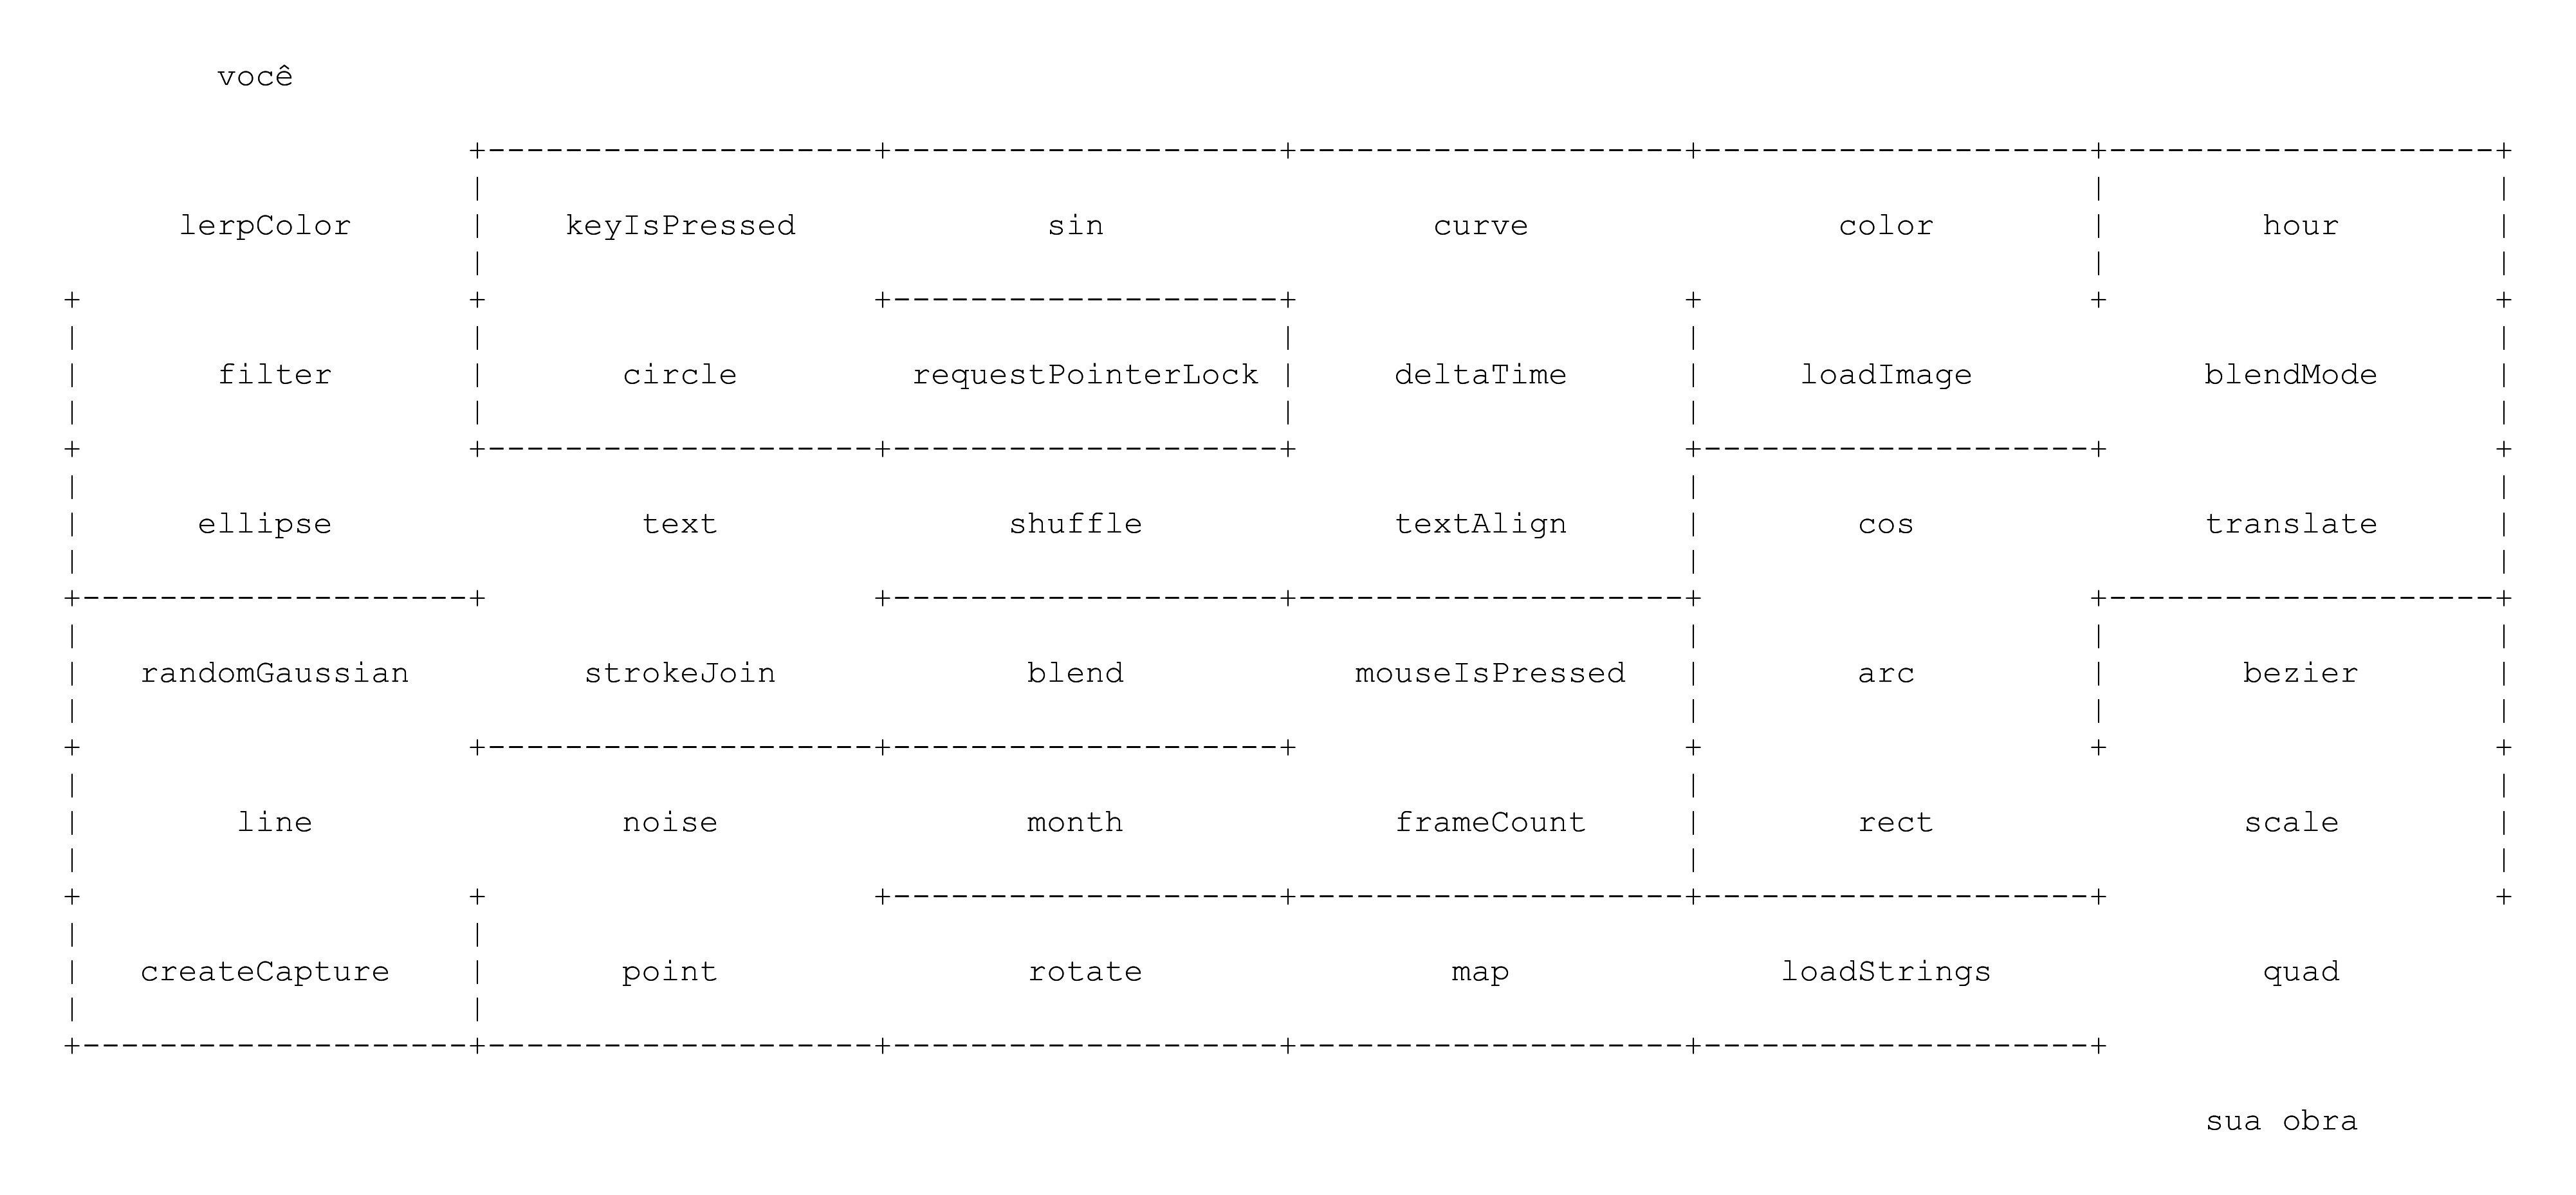 você
lerpColor keyIsPressed sin curve color hour
filter circle requestPointerLock deltaTime loadImage blendMode
ellipse text shuffle textAlign cos translate
randomGaussian strokeJoin blend mouseIsPressed arc bezier
line noise month frameCount rect scale
createCapture point rotate map loadStrings quad
sua obra